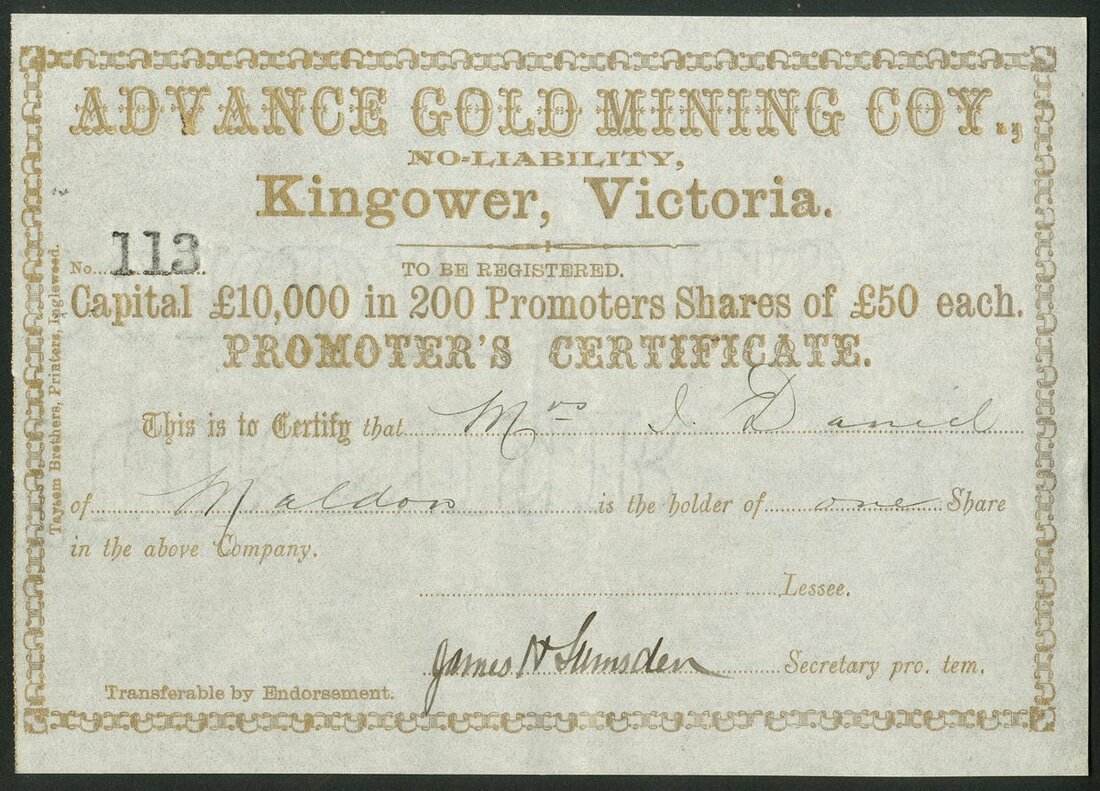 ADVANCE GOLD MINING COY.,
NO-LIABILITY,
Kingower, Victoria.
No. 113
TO BE REGISTERED.
Capital £10,000 in 200 Promoters Shares of £50 each.
PROMOTER'S CERTIFICATE.
This is to Certify that Mrs J. Daniel
of Maldon is the holder of one Share
in the above Company.
Lessee.
James H Lumsden Secretary pro. tem.
Transferable by Endorsement.
Tayaem Brothers, Printers, Inglewood.